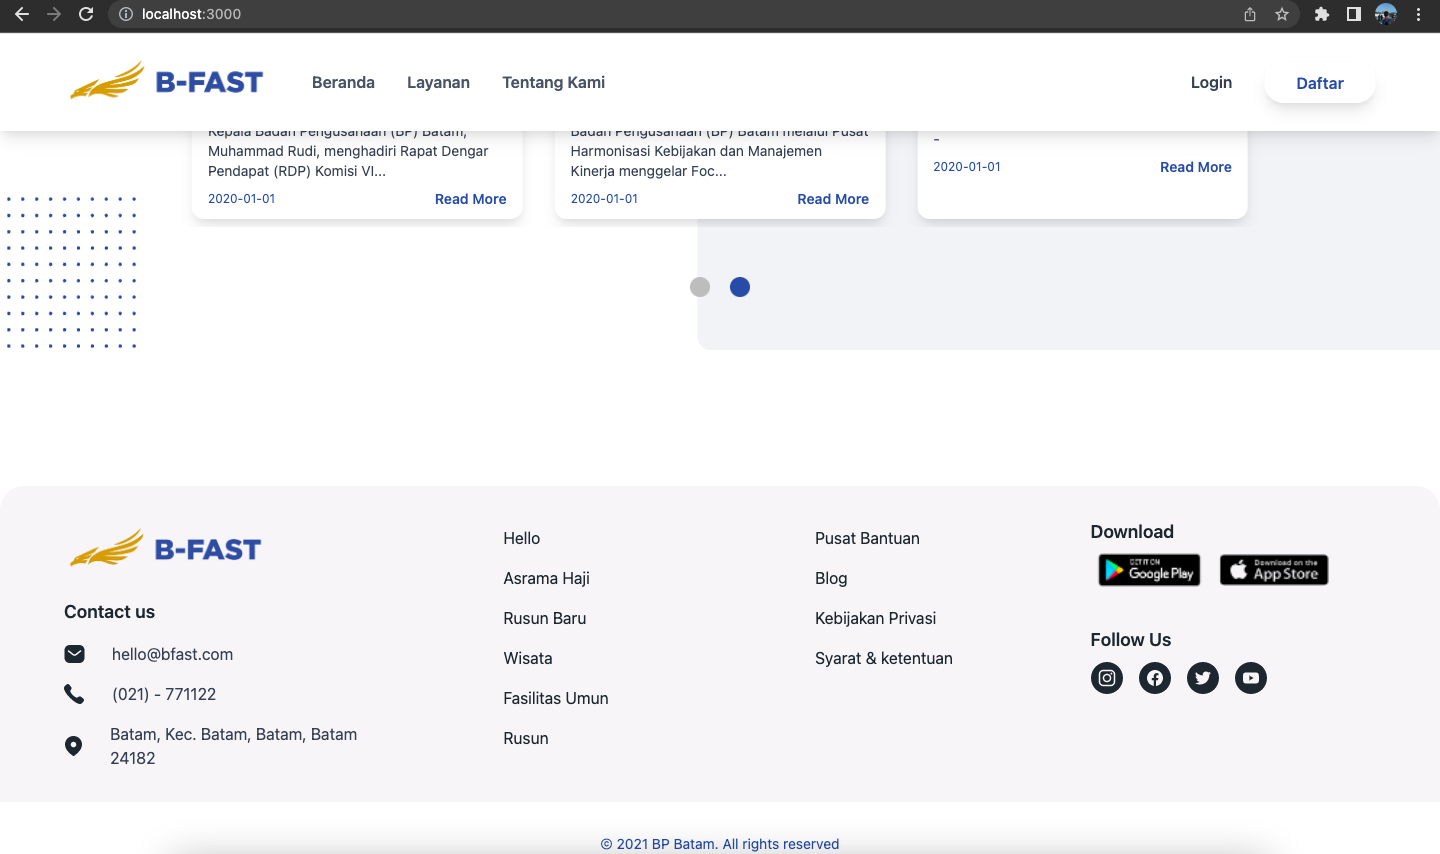 localhost:3000
B-FAST
Beranda
Layanan
Tentang Kami
Login
Daftar
Kepala Badan Pengusahaan (BP) Batam,
Muhammad Rudi, menghadiri Rapat Dengar
Pendapat (RDP) Komisi VI...
2020-01-01
Read More
Badan Pengusahaan (BP) Batam melalui Pusat
Harmonisasi Kebijakan dan Manajemen
Kinerja menggelar Foc...
2020-01-01
Read More
-
2020-01-01
Read More
B-FAST
Contact us
hello@bfast.com
(021) - 771122
Batam, Kec. Batam, Batam, Batam
24182
Hello
Asrama Haji
Rusun Baru
Wisata
Fasilitas Umun
Rusun
Pusat Bantuan
Blog
Kebijakan Privasi
Syarat & ketentuan
Download
GET IT ON
Google Play
Download on the
App Store
Follow Us
© 2021 BP Batam. All rights reserved